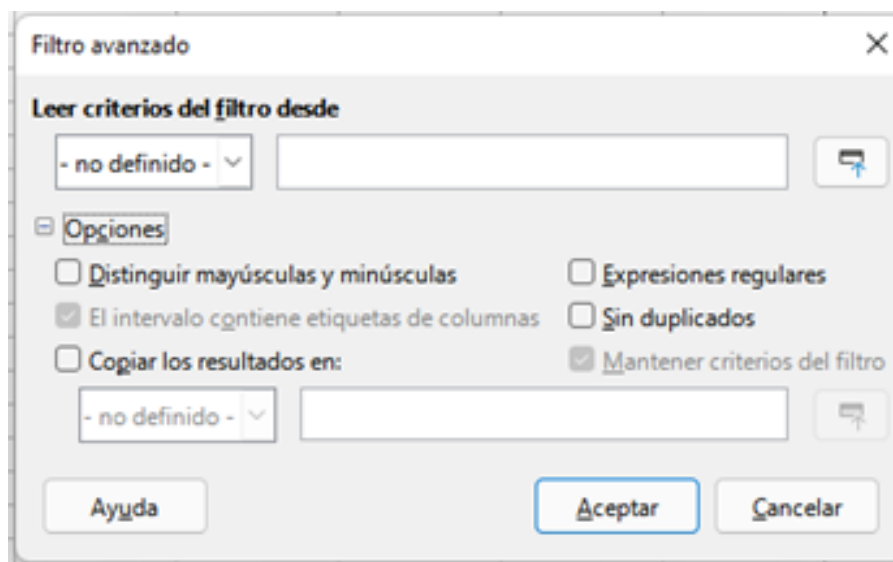 Filtro avanzado
Leer criterios del filtro desde
- no definido -
Opciones
Distinguir mayúsculas y minúsculas
Expresiones regulares
El intervalo contiene etiquetas de columnas
Sin duplicados
Copiar los resultados en:
Mantener criterios del filtro
- no definido -
Ayuda
Aceptar
Cancelar